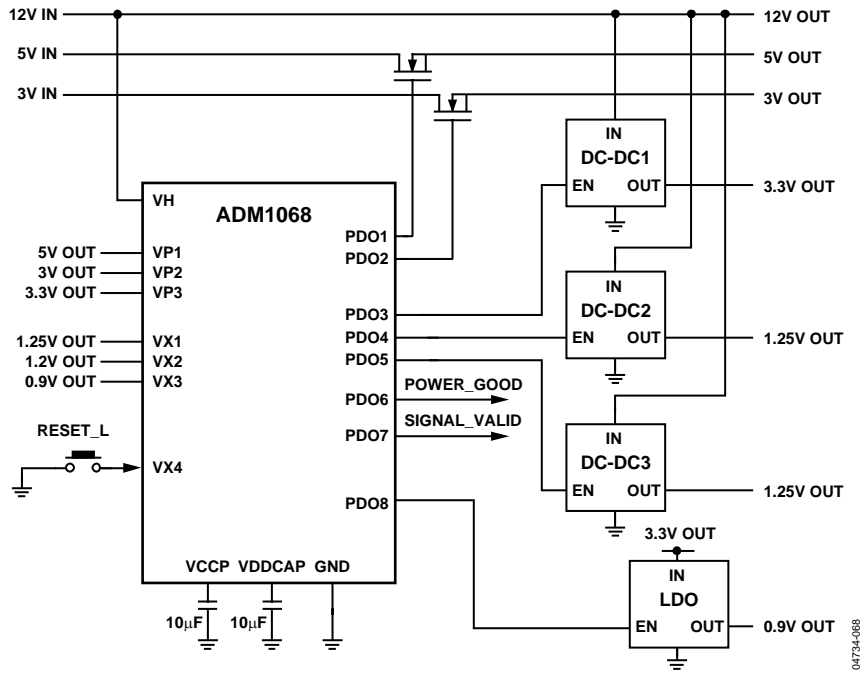 12V IN
12V OUT
5V IN
5V OUT
3V IN
3V OUT
IN
DC-DC1
EN OUT
3.3V OUT
VH
ADM1068
PDO1
PDO2
5V OUT
VP1
3V OUT
VP2
3.3V OUT
VP3
IN
DC-DC2
EN OUT
1.25V OUT
PDO3
PDO4
PDO5
1.25V OUT
VX1
1.2V OUT
VX2
0.9V OUT
VX3
PDO6
POWER_GOOD
PDO7
SIGNAL_VALID
RESET_L
VX4
IN
DC-DC3
EN OUT
1.25V OUT
PDO8
3.3V OUT
IN
LDO
EN OUT
0.9V OUT
VCCP VDDCAP GND
10μF
10μF
04734-068